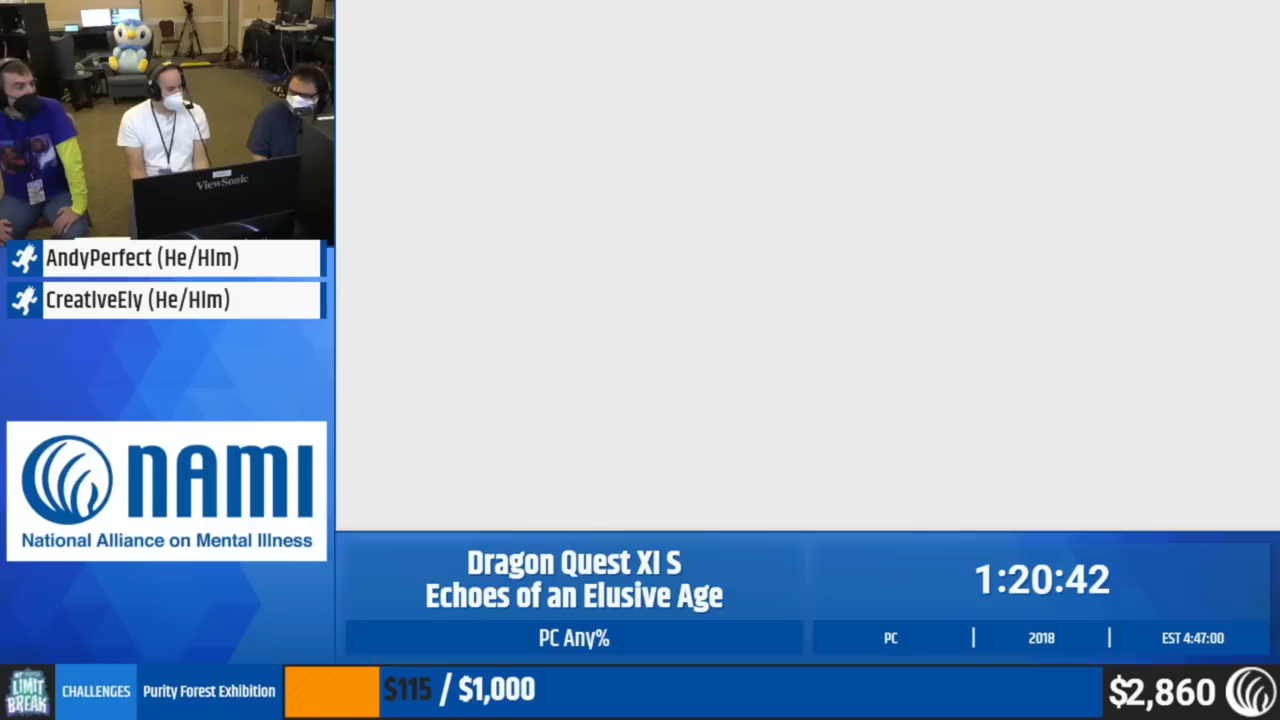 ViewSonic
AndyPerfect (He/Him)
CreativeEly (He/Him)
NAMI
National Alliance on Mental Illness
Dragon Quest XI S
Echoes of an Elusive Age
PC Any%
1:20:42
PC | 2018 | EST 4:47:00
LIMIT
BREAK
CHALLENGES
Purity Forest Exhibition
$115 / $1,000
$2,860